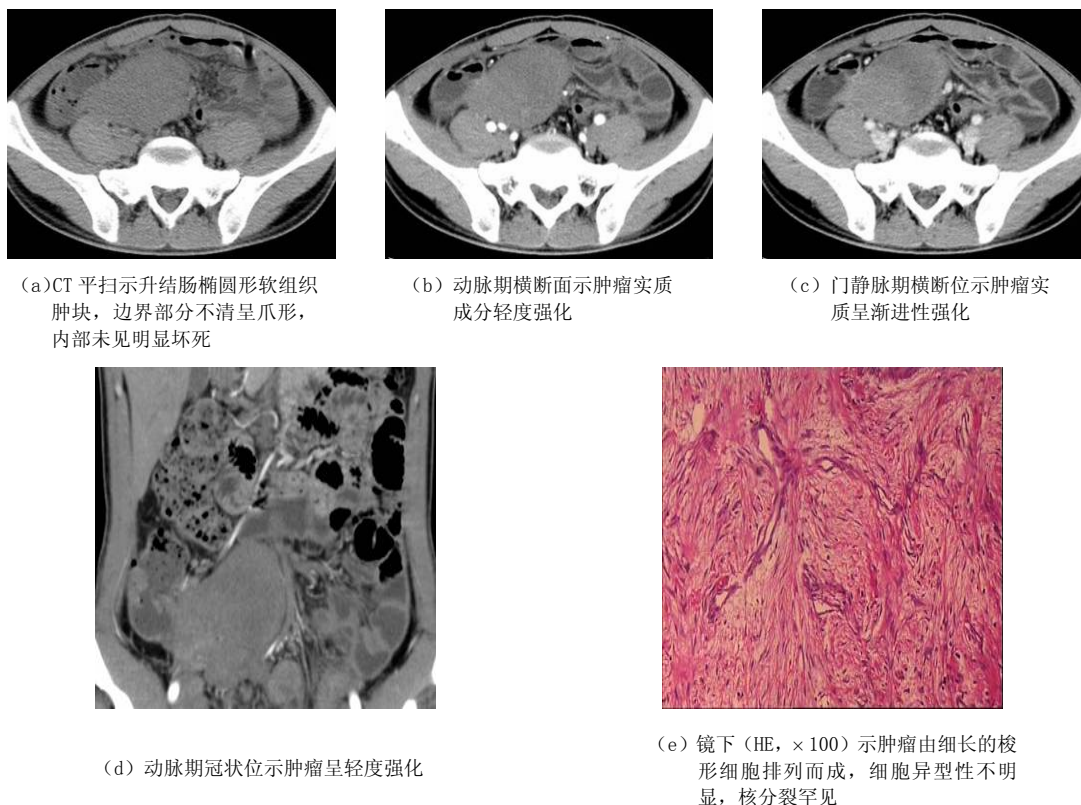 （a）CT 平扫示升结肠椭圆形软组织
肿块，边界部分不清呈爪形，
内部未见明显坏死
（b）动脉期横断面示肿瘤实质
成分轻度强化
（c）门静脉期横断位示肿瘤实
质呈渐进性强化
（d）动脉期冠状位示肿瘤呈轻度强化
（e）镜下（HE，×100）示肿瘤由细长的梭
形细胞排列而成，细胞异型性不明
显，核分裂罕见